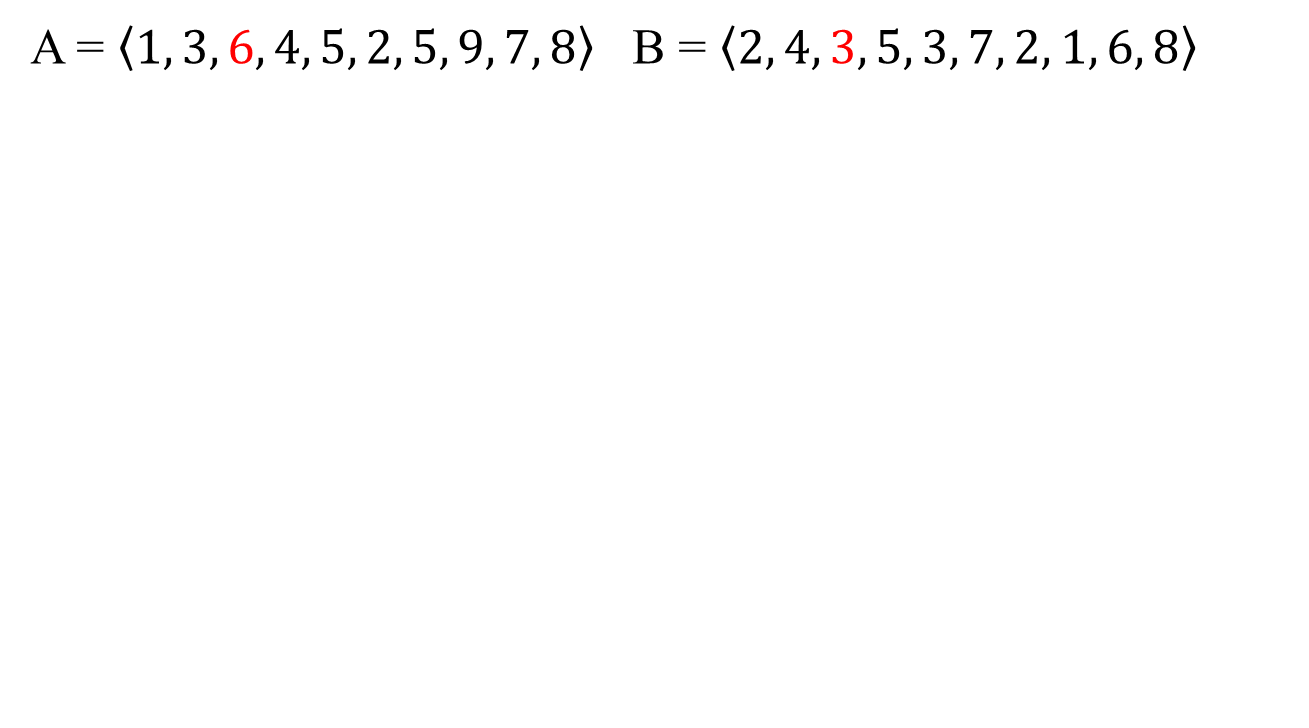 A = ⟨1, 3, 6, 4, 5, 2, 5, 9, 7, 8⟩ B = ⟨2, 4, 3, 5, 3, 7, 2, 1, 6, 8⟩